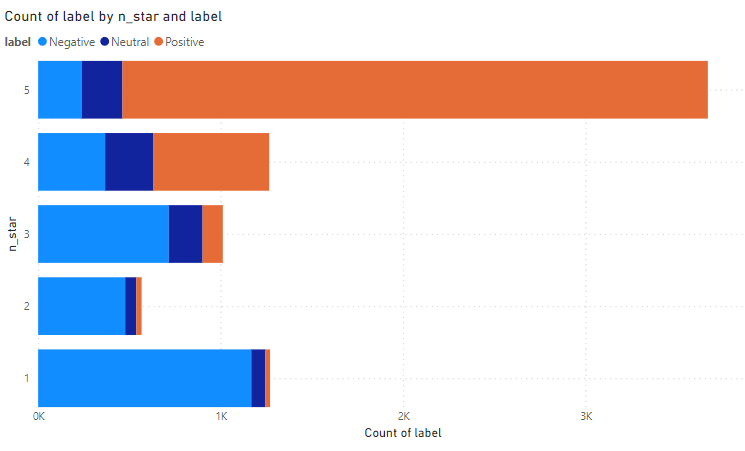 Count of label by n_star and label
label Negative Neutral Positive
5
4
3
2
1
n_star
0K 1K 2K 3K
Count of label